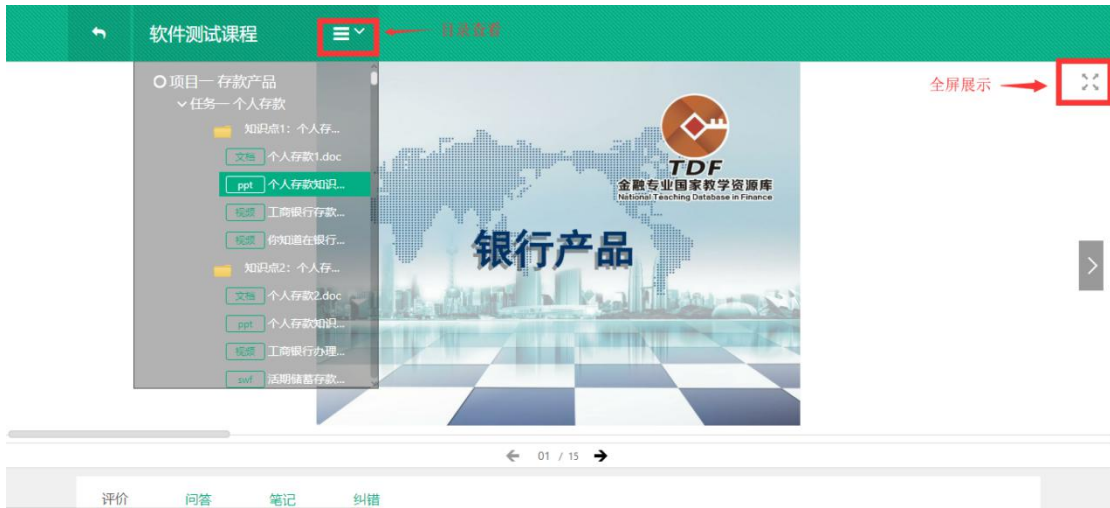 软件测试课程
目录查看
项目一 存款产品
任务一 个人存款
知识点1：个人存...
文档 个人存款1.doc
ppt 个人存款知识...
视频 工商银行存款...
视频 你知道在银行...
知识点2：个人存...
文档 个人存款2.doc
ppt 个人存款知识...
视频 工商银行办理...
swf 活期储蓄存款...
全屏展示
TDF
金融专业国家教学资源库
National Teaching Database in Finance
银行产品
01 / 15
评价 问答 笔记 纠错